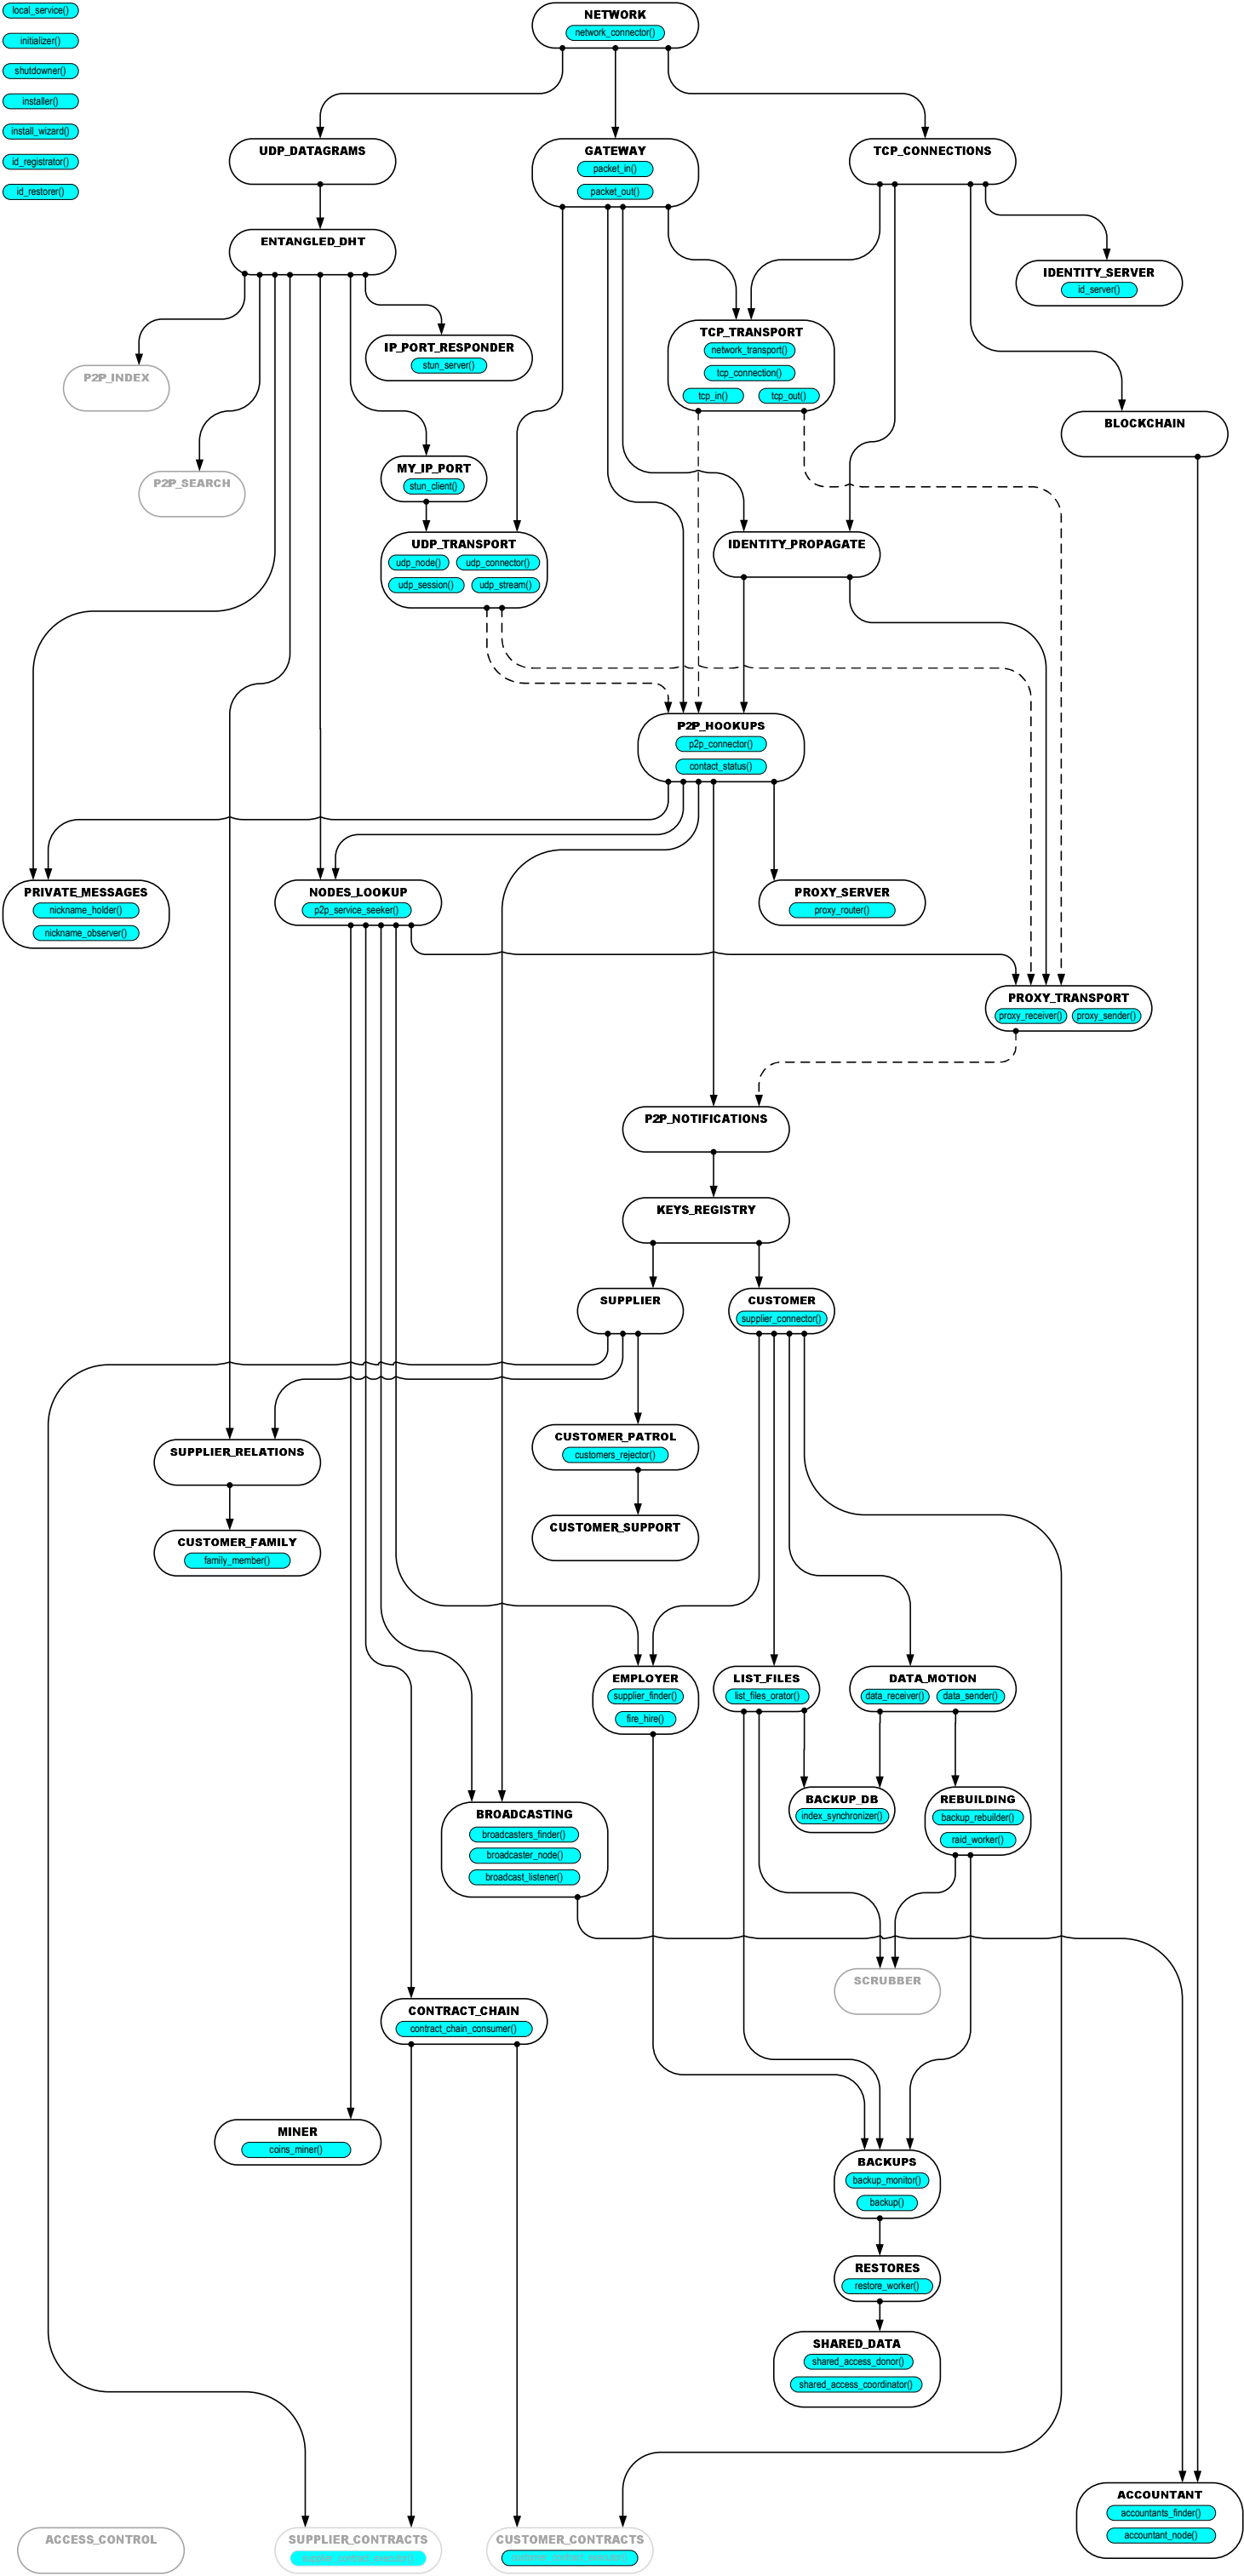 local_service()
initializer()
shutdowner()
installer()
install_wizard()
id_registrator()
id_restorer()
NETWORK
network_connector()
UDP_DATAGRAMS
GATEWAY
packet_in()
packet_out()
TCP_CONNECTIONS
ENTANGLED_DHT
IDENTITY_SERVER
id_server()
TCP_TRANSPORT
network_transport()
tcp_connection()
tcp_in()
tcp_out()
IP_PORT_RESPONDER
stun_server()
P2P_INDEX
BLOCKCHAIN
MY_IP_PORT
stun_client()
P2P_SEARCH
UDP_TRANSPORT
udp_node()
udp_connector()
udp_session()
udp_stream()
IDENTITY_PROPAGATE
P2P_HOOKUPS
p2p_connector()
contact_status()
PRIVATE_MESSAGES
nickname_holder()
nickname_observer()
NODES_LOOKUP
p2p_service_seeker()
PROXY_SERVER
proxy_router()
PROXY_TRANSPORT
proxy_receiver()
proxy_sender()
P2P_NOTIFICATIONS
KEYS_REGISTRY
SUPPLIER
CUSTOMER
supplier_connector()
CUSTOMER_PATROL
customers_rejector()
SUPPLIER_RELATIONS
CUSTOMER_SUPPORT
CUSTOMER_FAMILY
family_member()
EMPLOYER
supplier_finder()
fire_hire()
LIST_FILES
list_files_orator()
DATA_MOTION
data_receiver()
data_sender()
BACKUP_DB
index_synchronizer()
REBUILDING
backup_rebuilder()
raid_worker()
BROADCASTING
broadcasters_finder()
broadcaster_node()
broadcast_listener()
SCRUBBER
CONTRACT_CHAIN
contract_chain_consumer()
MINER
coins_miner()
BACKUPS
backup_monitor()
backup()
RESTORES
restore_worker()
SHARED_DATA
shared_access_donor()
shared_access_coordinator()
ACCOUNTANT
accountants_finder()
accountant_node()
ACCESS_CONTROL
SUPPLIER_CONTRACTS
supplier_contract_executor()
CUSTOMER_CONTRACTS
customer_contract_executor()